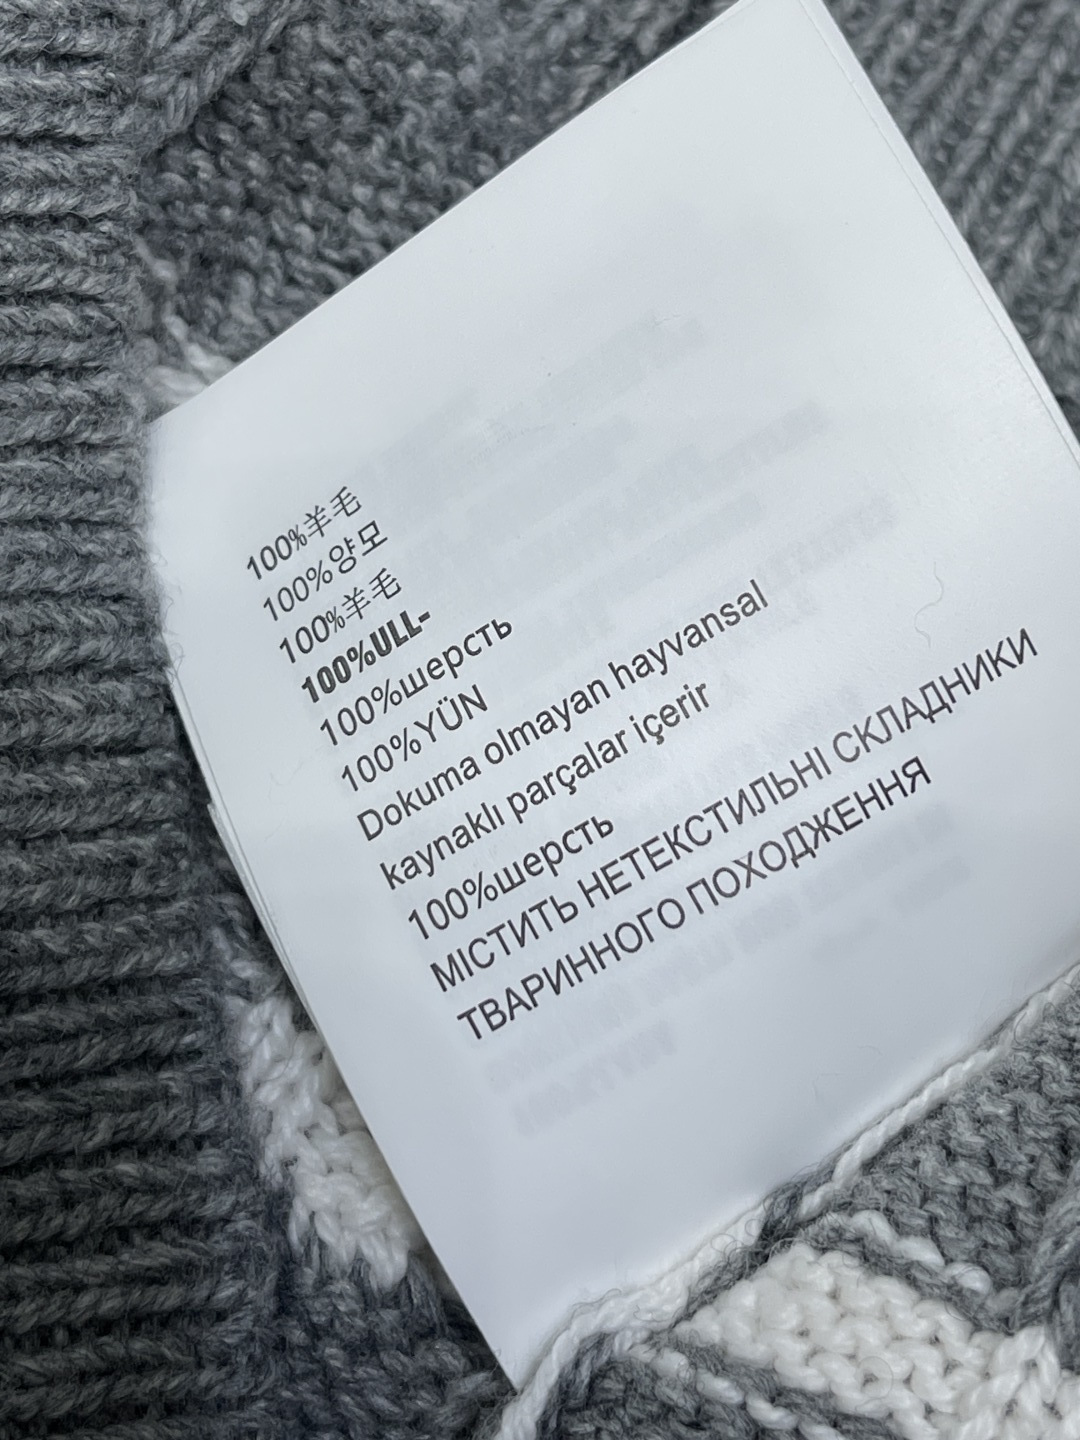 100%羊毛
100%양모
100%羊毛
100%ULL-
100%шерсть
100%YÜN
Dokuma olmayan hayvansal
kaynaklı parçalar içerir
100%шерсть
МІСТИТЬ НЕТЕКСТИЛЬНІ СКЛАДНИКИ
ТВАРИННОГО ПОХОДЖЕННЯ